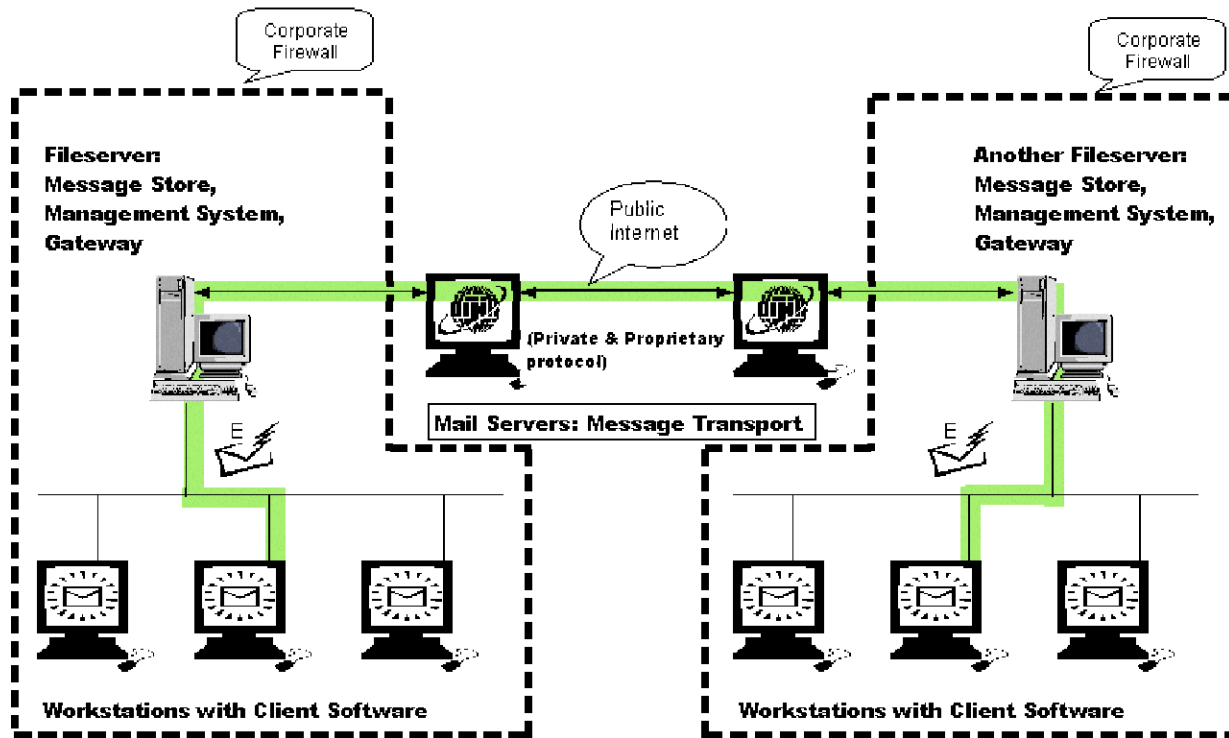 Corporate
Firewall
Corporate
Firewall
Fileserver:
Message Store,
Management System,
Gateway
Another Fileserver:
Message Store,
Management System,
Gateway
Public
internet
(Private & Proprietary
protocol)
Mail Servers: Message Transport
E
E
Workstations with Client Software
Workstations with Client Software